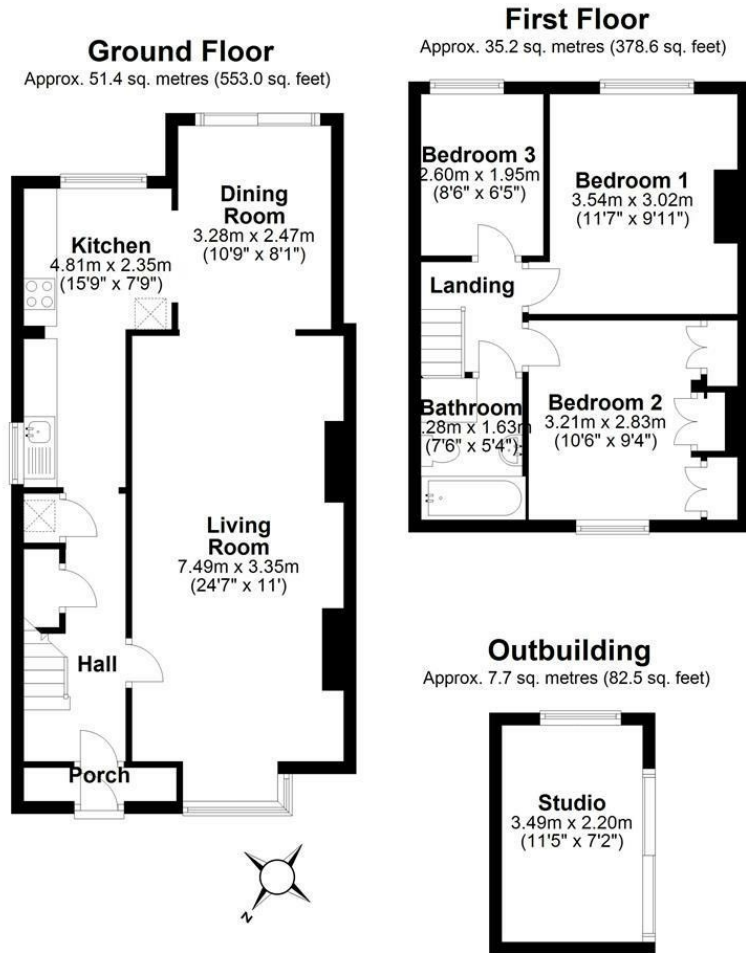 Ground Floor
Approx. 51.4 sq. metres (553.0 sq. feet)
Dining
Room
3.28m x 2.47m
(10'9" x 8'1")
Kitchen
4.81m x 2.35m
(15'9" x 7'9")
Living
Room
7.49m x 3.35m
(24'7" x 11')
Hall
Porch
N
First Floor
Approx. 35.2 sq. metres (378.6 sq. feet)
Bedroom 3
2.60m x 1.95m
(8'6" x 6'5")
Bedroom 1
3.54m x 3.02m
(11'7" x 9'11")
Landing
Bathroom
.28m x 1.63m
(7'6" x 5'4")
Bedroom 2
3.21m x 2.83m
(10'6" x 9'4")
Outbuilding
Approx. 7.7 sq. metres (82.5 sq. feet)
Studio
3.49m x 2.20m
(11'5" x 7'2")